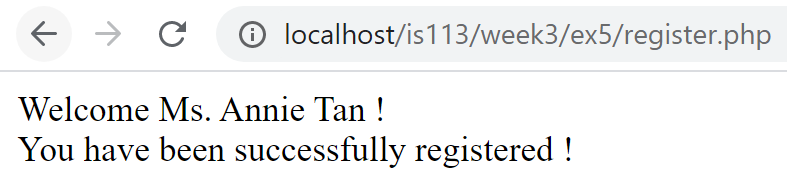 localhost/is113/week3/ex5/register.php
Welcome Ms. Annie Tan !
You have been successfully registered !